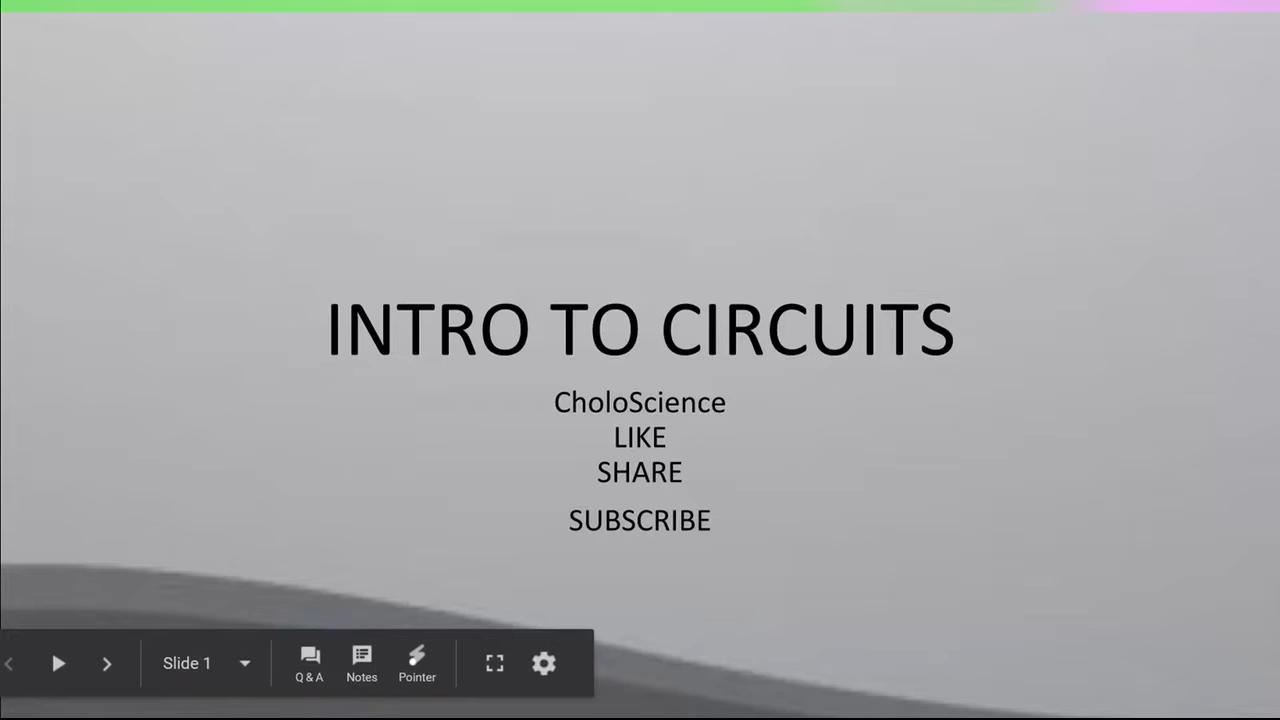 INTRO TO CIRCUITS
CholoScience
LIKE
SHARE
SUBSCRIBE
Slide 1
Q & A
Notes
Pointer